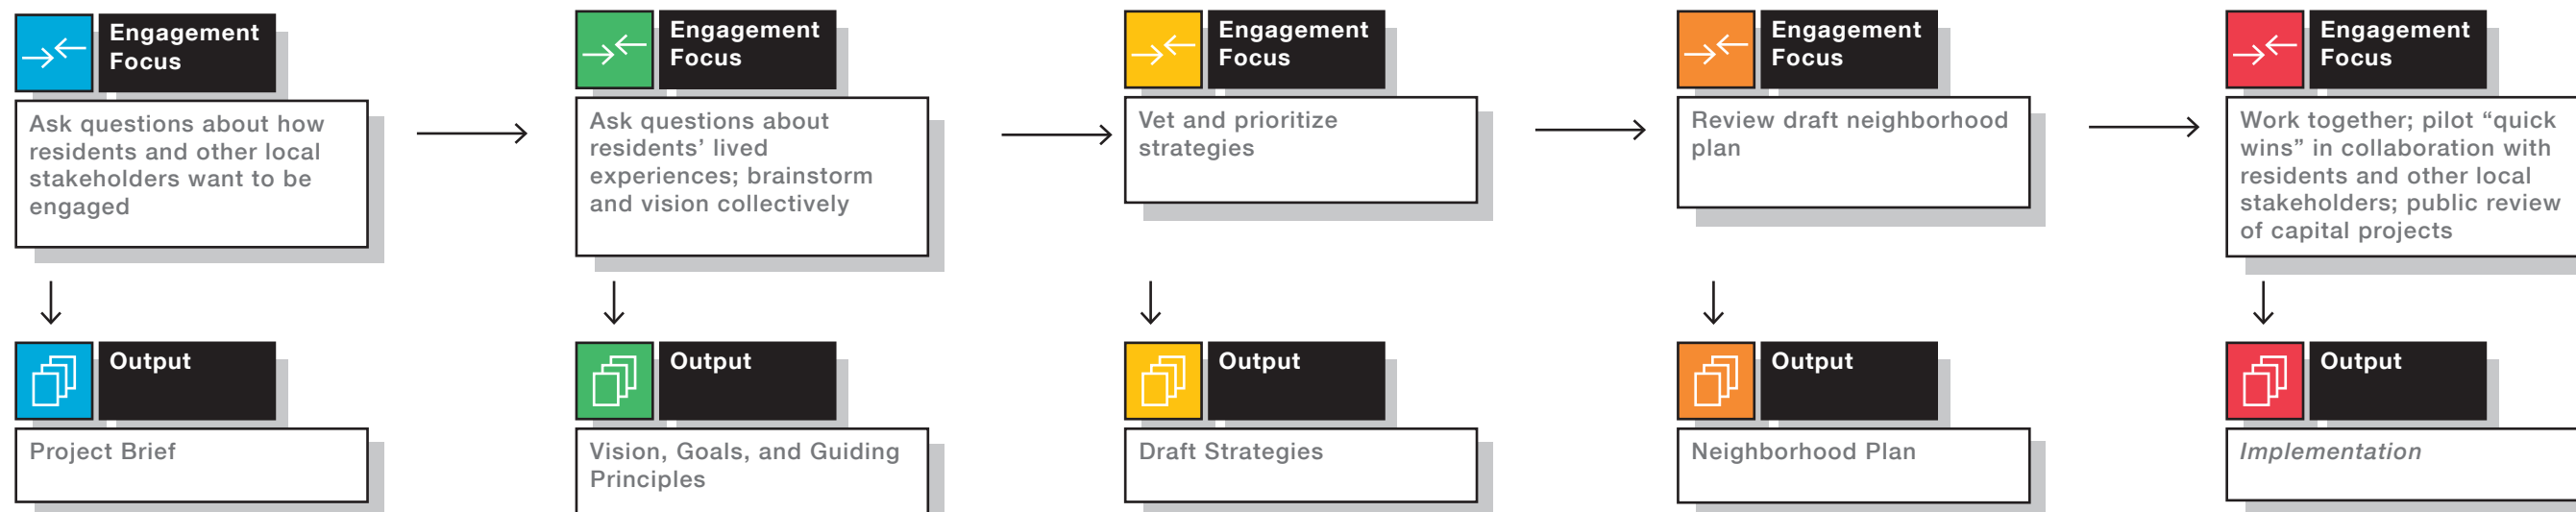 Engagement
Focus
Ask questions about how
residents and other local
stakeholders want to be
engaged
Output
Project Brief
Engagement
Focus
Ask questions about
residents’ lived
experiences; brainstorm
and vision collectively
Output
Vision, Goals, and Guiding
Principles
Engagement
Focus
Vet and prioritize
strategies
Output
Draft Strategies
Engagement
Focus
Review draft neighborhood
plan
Output
Neighborhood Plan
Engagement
Focus
Work together; pilot “quick
wins” in collaboration with
residents and other local
stakeholders; public review
of capital projects
Output
Implementation